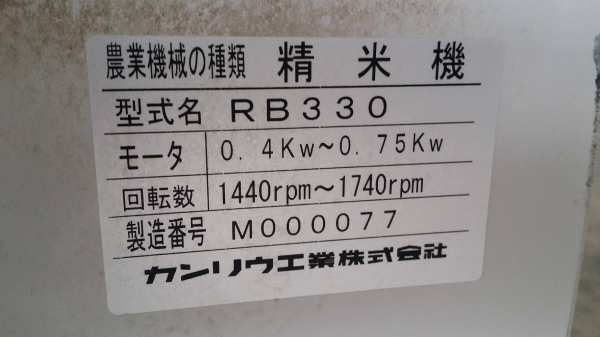 農業機械の種類 精米機
型式名 RB330
モータ 0.4Kw～0.75Kw
回転数 1440rpm～1740rpm
製造番号 M000077
カンリウ工業株式会社